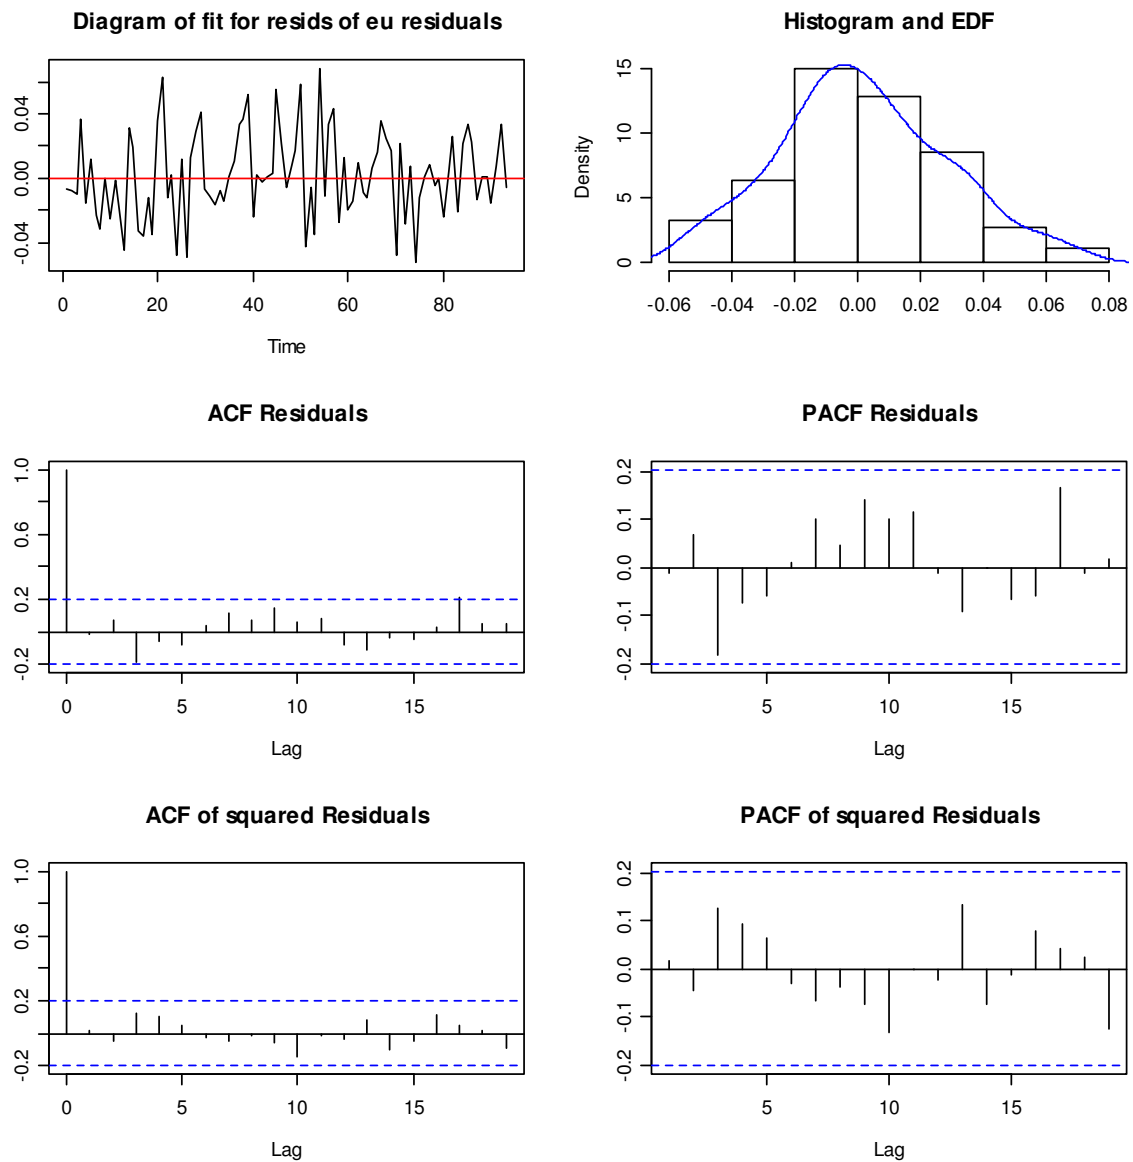 Diagram of fit for resids of eu residuals
0.04
0.00
-0.04
0 20 40 60 80
Time
Histogram and EDF
Density
15
10
5
0
-0.06 -0.04 -0.02 0.00 0.02 0.04 0.06 0.08
ACF Residuals
1.0
0.6
0.2
-0.2
0 5 10 15
Lag
PACF Residuals
0.2
0.1
0.0
-0.1
-0.2
5 10 15
Lag
ACF of squared Residuals
1.0
0.6
0.2
-0.2
0 5 10 15
Lag
PACF of squared Residuals
0.2
0.1
0.0
-0.1
-0.2
5 10 15
Lag